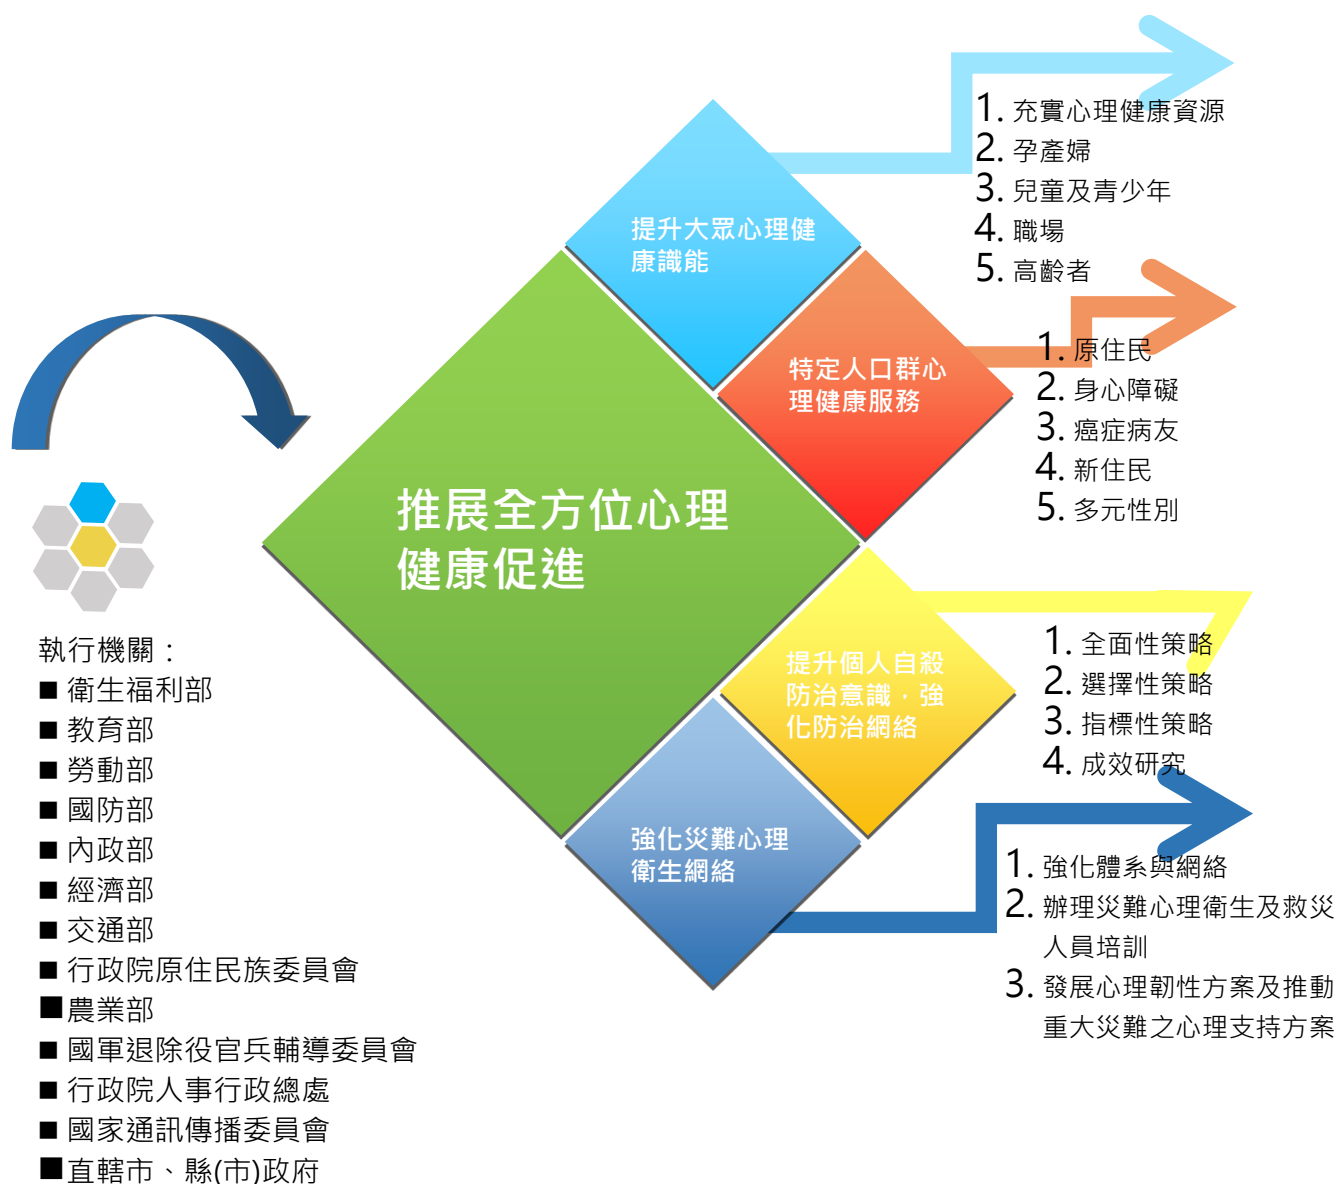 提升大眾心理健
康識能
1. 充實心理健康資源
2. 孕產婦
3. 兒童及青少年
4. 職場
5. 高齡者
特定人口群心
理健康服務
1. 原住民
2. 身心障礙
3. 癌症病友
4. 新住民
5. 多元性別
推展全方位心理
健康促進
提升個人自殺
防治意識，強
化防治網絡
1. 全面性策略
2. 選擇性策略
3. 指標性策略
4. 成效研究
強化災難心理
衛生網絡
1. 強化體系與網絡
2. 辦理災難心理衛生及救災
人員培訓
3. 發展心理韌性方案及推動
重大災難之心理支持方案
執行機關：
■ 衛生福利部
■ 教育部
■ 勞動部
■ 國防部
■ 內政部
■ 經濟部
■ 交通部
■ 行政院原住民族委員會
■農業部
■ 國軍退除役官兵輔導委員會
■ 行政院人事行政總處
■ 國家通訊傳播委員會
■直轄市、縣(市)政府